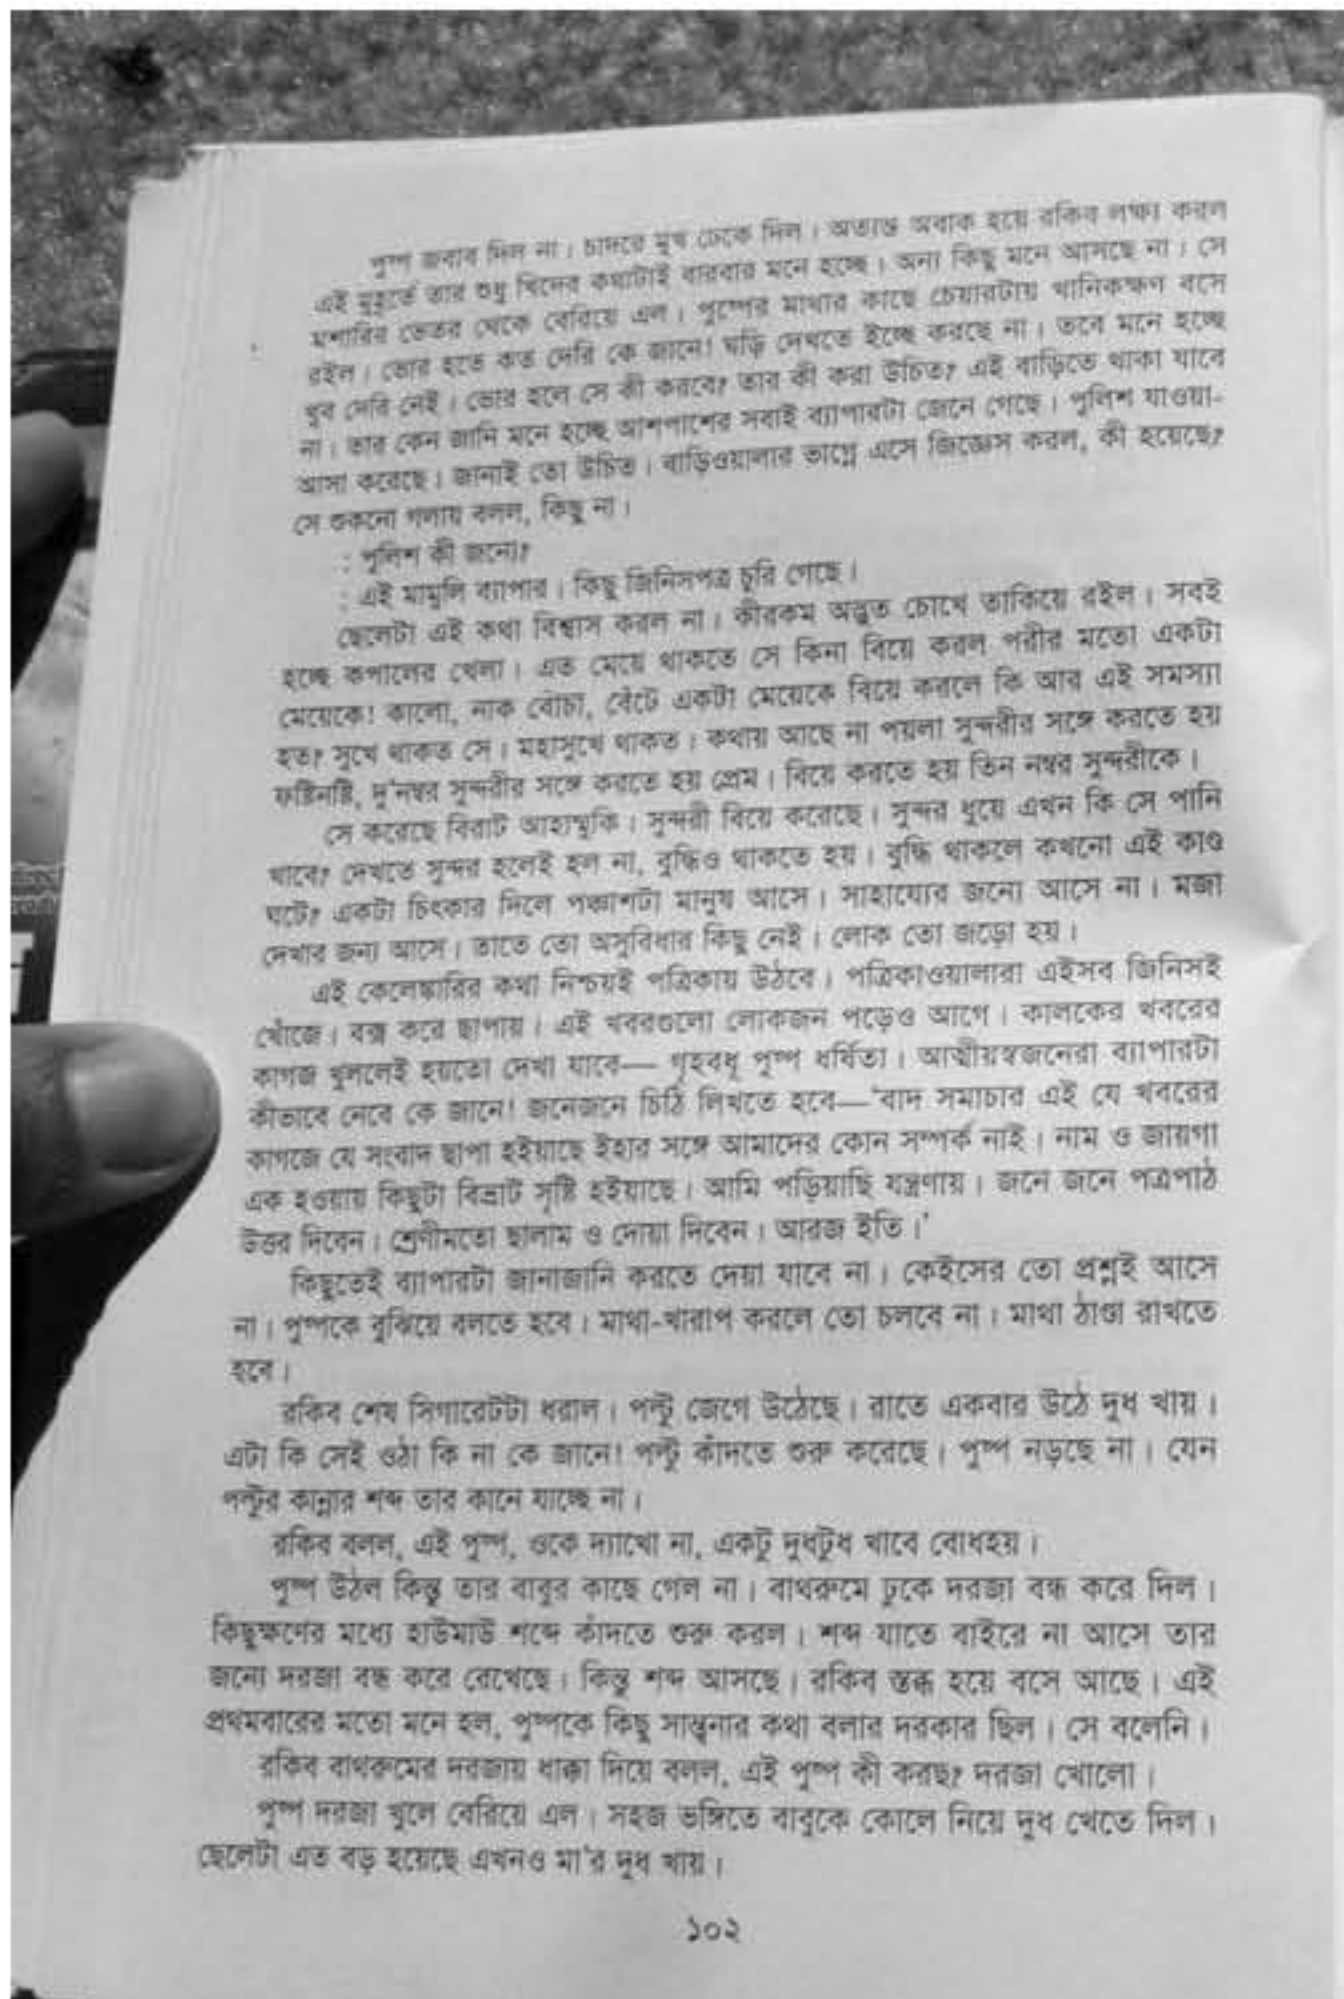 পুষ্প জবাব দিল না। চাদরে মুখ ঢেকে দিল। অত্যন্ত অবাক হয়ে রকিব লক্ষ্য করল
এই মুহূর্তে তার শুধু খিদের কথাটাই বারবার মনে হচ্ছে। অন্য কিছু মনে আসছে না। সে
মশারির ভেতর থেকে বেরিয়ে এল। পুষ্পের মাথার কাছে চেয়ারটায় খানিকক্ষণ বসে
রইল। ভোর হতে কত দেরি কে জানে! ঘড়ি দেখতে ইচ্ছে করছে না। তবে মনে হচ্ছে
খুব দেরি নেই। ভোর হলে সে কী করবে? তার কী করা উচিত? এই বাড়িতে থাকা যাবে
না। তার কেন জানি মনে হচ্ছে আশপাশের সবাই ব্যাপারটা জেনে গেছে। পুলিশ যাওয়া-
আসা করেছে। জানাই তো উচিত। বাড়িওয়ালার ভাগ্নে এসে জিজ্ঞেস করল, কী হয়েছে?
সে শুকনো গলায় বলল, কিছু না।
: পুলিশ কী জন্যে?
: এই মামুলি ব্যাপার। কিছু জিনিসপত্র চুরি গেছে।
ছেলেটা এই কথা বিশ্বাস করল না। কীরকম অদ্ভুত চোখে তাকিয়ে রইল। সবই
হচ্ছে কপালের খেলা। এত মেয়ে থাকতে সে কিনা বিয়ে করল পরীর মতো একটা
মেয়েকে! কালো, নাক বোঁচা, বেঁটে একটা মেয়েকে বিয়ে করলে কি আর এই সমস্যা
হত? সুখে থাকত সে। মহাসুখে থাকত। কথায় আছে না পয়লা সুন্দরীর সঙ্গে করতে হয়
ফষ্টিনষ্টি, দু'নম্বর সুন্দরীর সঙ্গে করতে হয় প্রেম। বিয়ে করতে হয় তিন নম্বর সুন্দরীকে।
সে করেছে বিরাট আহাম্মুকি। সুন্দরী বিয়ে করেছে। সুন্দর ধুয়ে এখন কি সে পানি
খাবে? দেখতে সুন্দর হলেই হল না, বুদ্ধিও থাকতে হয়। বুদ্ধি থাকলে কখনো এই কাণ্ড
ঘটে? একটা চিৎকার দিলে পঞ্চাশটা মানুষ আসে। সাহায্যের জন্যে আসে না। মজা
দেখার জন্য আসে। তাতে তো অসুবিধার কিছু নেই। লোক তো জড়ো হয়।
এই কেলেঙ্কারির কথা নিশ্চয়ই পত্রিকায় উঠবে। পত্রিকাওয়ালারা এইসব জিনিসই
খোঁজে। বক্স করে ছাপায়। এই খবরগুলো লোকজন পড়েও আগে। কালকের খবরের
কাগজ খুললেই হয়তো দেখা যাবে— গৃহবধূ পুষ্প ধর্ষিতা। আত্মীয়স্বজনেরা ব্যাপারটা
কীভাবে নেবে কে জানে! জনেজনে চিঠি লিখতে হবে—'বাদ সমাচার এই যে খবরের
কাগজে যে সংবাদ ছাপা হইয়াছে ইহার সঙ্গে আমাদের কোন সম্পর্ক নাই। নাম ও জায়গা
এক হওয়ায় কিছুটা বিভ্রাট সৃষ্টি হইয়াছে। আমি পড়িয়াছি যন্ত্রণায়। জনে জনে পত্রপাঠ
উত্তর দিবেন। শ্রেণীমতো ছালাম ও দোয়া দিবেন। আরজ ইতি।'
কিছুতেই ব্যাপারটা জানাজানি করতে দেয়া যাবে না। কেইসের তো প্রশ্নই আসে
না। পুষ্পকে বুঝিয়ে বলতে হবে। মাথা-খারাপ করলে তো চলবে না। মাথা ঠাণ্ডা রাখতে
হবে।
রকিব শেষ সিগারেটটা ধরাল। পল্টু জেগে উঠেছে। রাতে একবার উঠে দুধ খায়।
এটা কি সেই ওঠা কি না কে জানে! পল্টু কাঁদতে শুরু করেছে। পুষ্প নড়ছে না। যেন
পল্টুর কান্নার শব্দ তার কানে যাচ্ছে না।
রকিব বলল, এই পুষ্প, ওকে দ্যাখো না, একটু দুধটুধ খাবে বোধহয়।
পুষ্প উঠল কিন্তু তার বাবুর কাছে গেল না। বাথরুমে ঢুকে দরজা বন্ধ করে দিল।
কিছুক্ষণের মধ্যে হাউমাউ শব্দে কাঁদতে শুরু করল। শব্দ যাতে বাইরে না আসে তার
জন্যে দরজা বন্ধ করে রেখেছে। কিন্তু শব্দ আসছে। রকিব স্তব্ধ হয়ে বসে আছে। এই
প্রথমবারের মতো মনে হল, পুষ্পকে কিছু সান্ত্বনার কথা বলার দরকার ছিল। সে বলেনি।
রকিব বাথরুমের দরজায় ধাক্কা দিয়ে বলল, এই পুষ্প কী করছ? দরজা খোলো।
পুষ্প দরজা খুলে বেরিয়ে এল। সহজ ভঙ্গিতে বাবুকে কোলে নিয়ে দুধ খেতে দিল।
ছেলেটা এত বড় হয়েছে এখনও মা'র দুধ খায়।
১০২